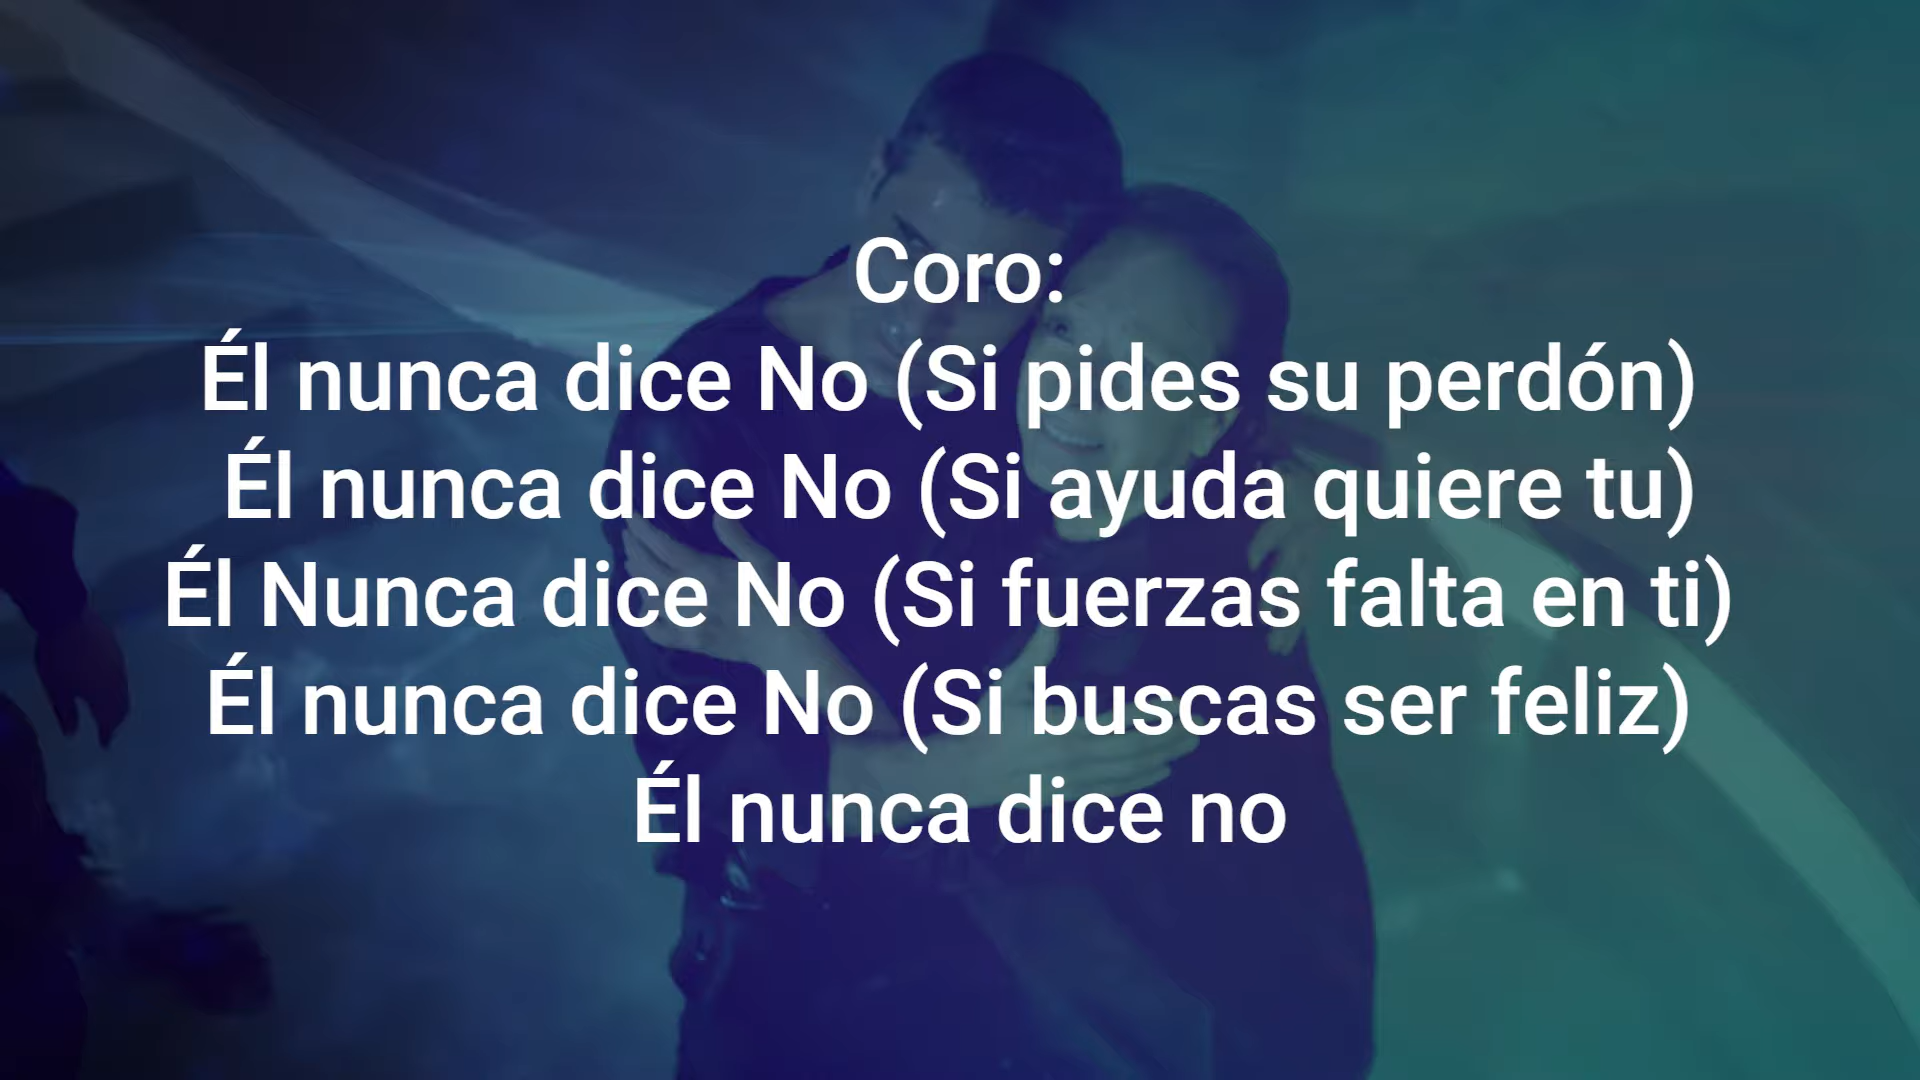 Coro:
Él nunca dice No (Si pides su perdón)
Él nunca dice No (Si ayuda quiere tu)
Él Nunca dice No (Si fuerzas falta en ti)
Él nunca dice No (Si buscas ser feliz)
Él nunca dice no